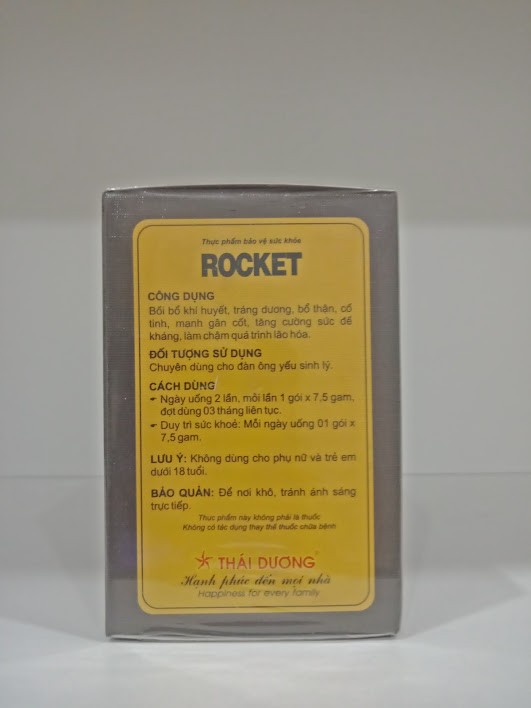 Thực phẩm bảo vệ sức khỏe
ROCKET
CÔNG DỤNG
Bồi bổ khí huyết, tráng dương, bổ thận, cố
tinh, mạnh gân cốt, tăng cường sức đề
kháng, làm chậm quá trình lão hóa.
ĐỐI TƯỢNG SỬ DỤNG
Chuyên dùng cho đàn ông yếu sinh lý.
CÁCH DÙNG
Ngày uống 2 lần, mỗi lần 1 gói x 7,5 gam,
đợt dùng 03 tháng liên tục.
Duy trì sức khoẻ: Mỗi ngày uống 01 gói x
7,5 gam.
LƯU Ý: Không dùng cho phụ nữ và trẻ em
dưới 18 tuổi.
BẢO QUẢN: Để nơi khô, tránh ánh sáng
trực tiếp.
Thực phẩm này không phải là thuốc
Không có tác dụng thay thế thuốc chữa bệnh
THÁI DƯƠNG
Hạnh phúc đến mọi nhà
Happiness for every family